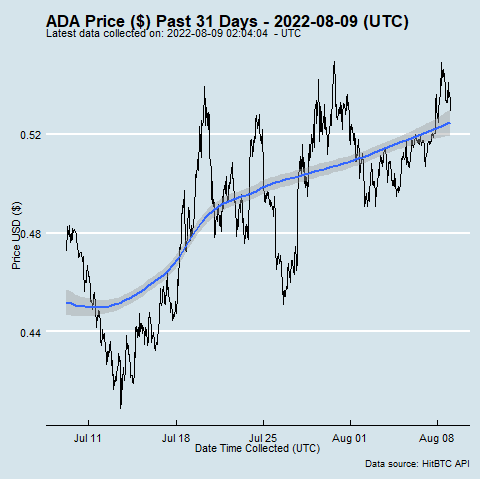 ADA Price ($) Past 31 Days - 2022-08-09 (UTC)
Latest data collected on: 2022-08-09 02:04:04  - UTC
Price USD ($)
0.52
0.48
0.44
Jul 11
Jul 18
Jul 25
Aug 01
Aug 08
Date Time Collected (UTC)
Data source: HitBTC API